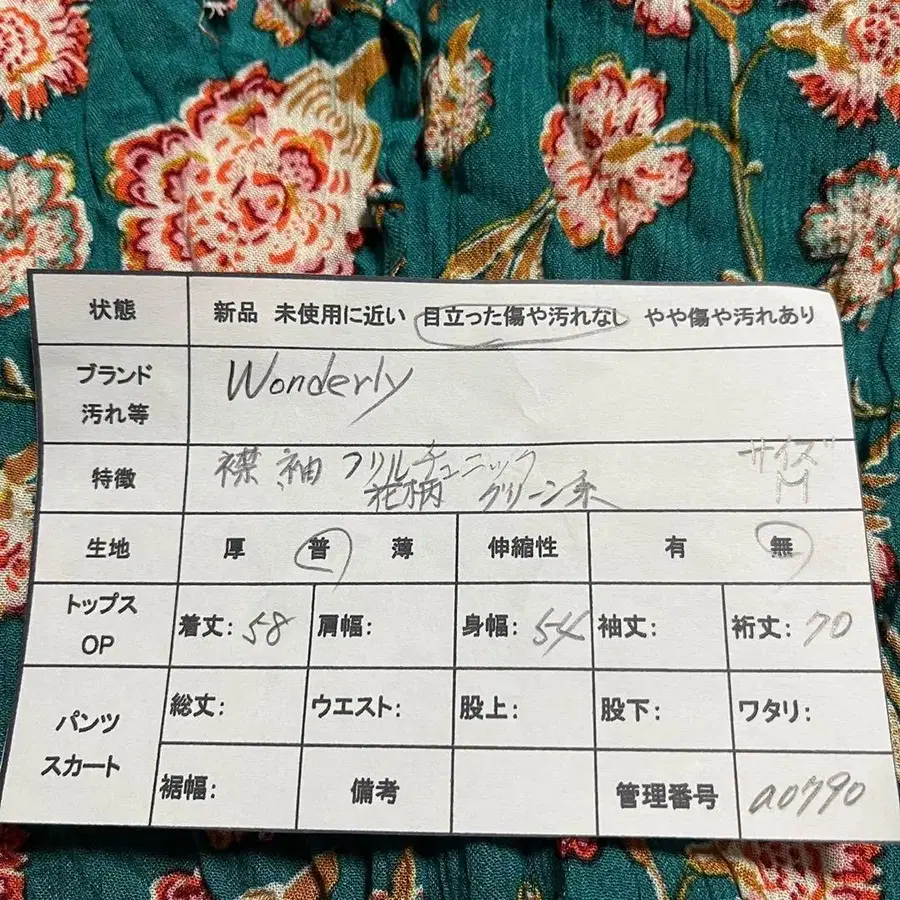 状態 新品 未使用に近い 目立った傷や汚れなし やや傷や汚れあり
ブランド 汚れ等 Wonderly
特徴 襟 袖 フリルチュニック サイズ
花柄 グリーン系 M
生地 厚 普 薄 伸縮性 有 無
トップス OP 着丈: 58 肩幅: 身幅: 54 袖丈: 裄丈: 70
パンツ スカート 総丈: ウエスト: 股上: 股下: ワタリ:
裾幅: 備考 管理番号 a0790